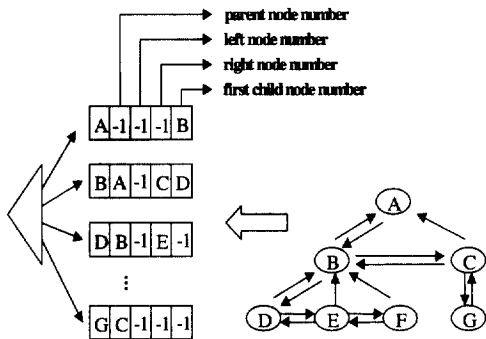 parent node number
left node number
right node number
first child node number
A -1 -1 -1 B
B A -1 C D
D B -1 E -1
⋮
G C -1 -1 -1
A
B C
D E F G